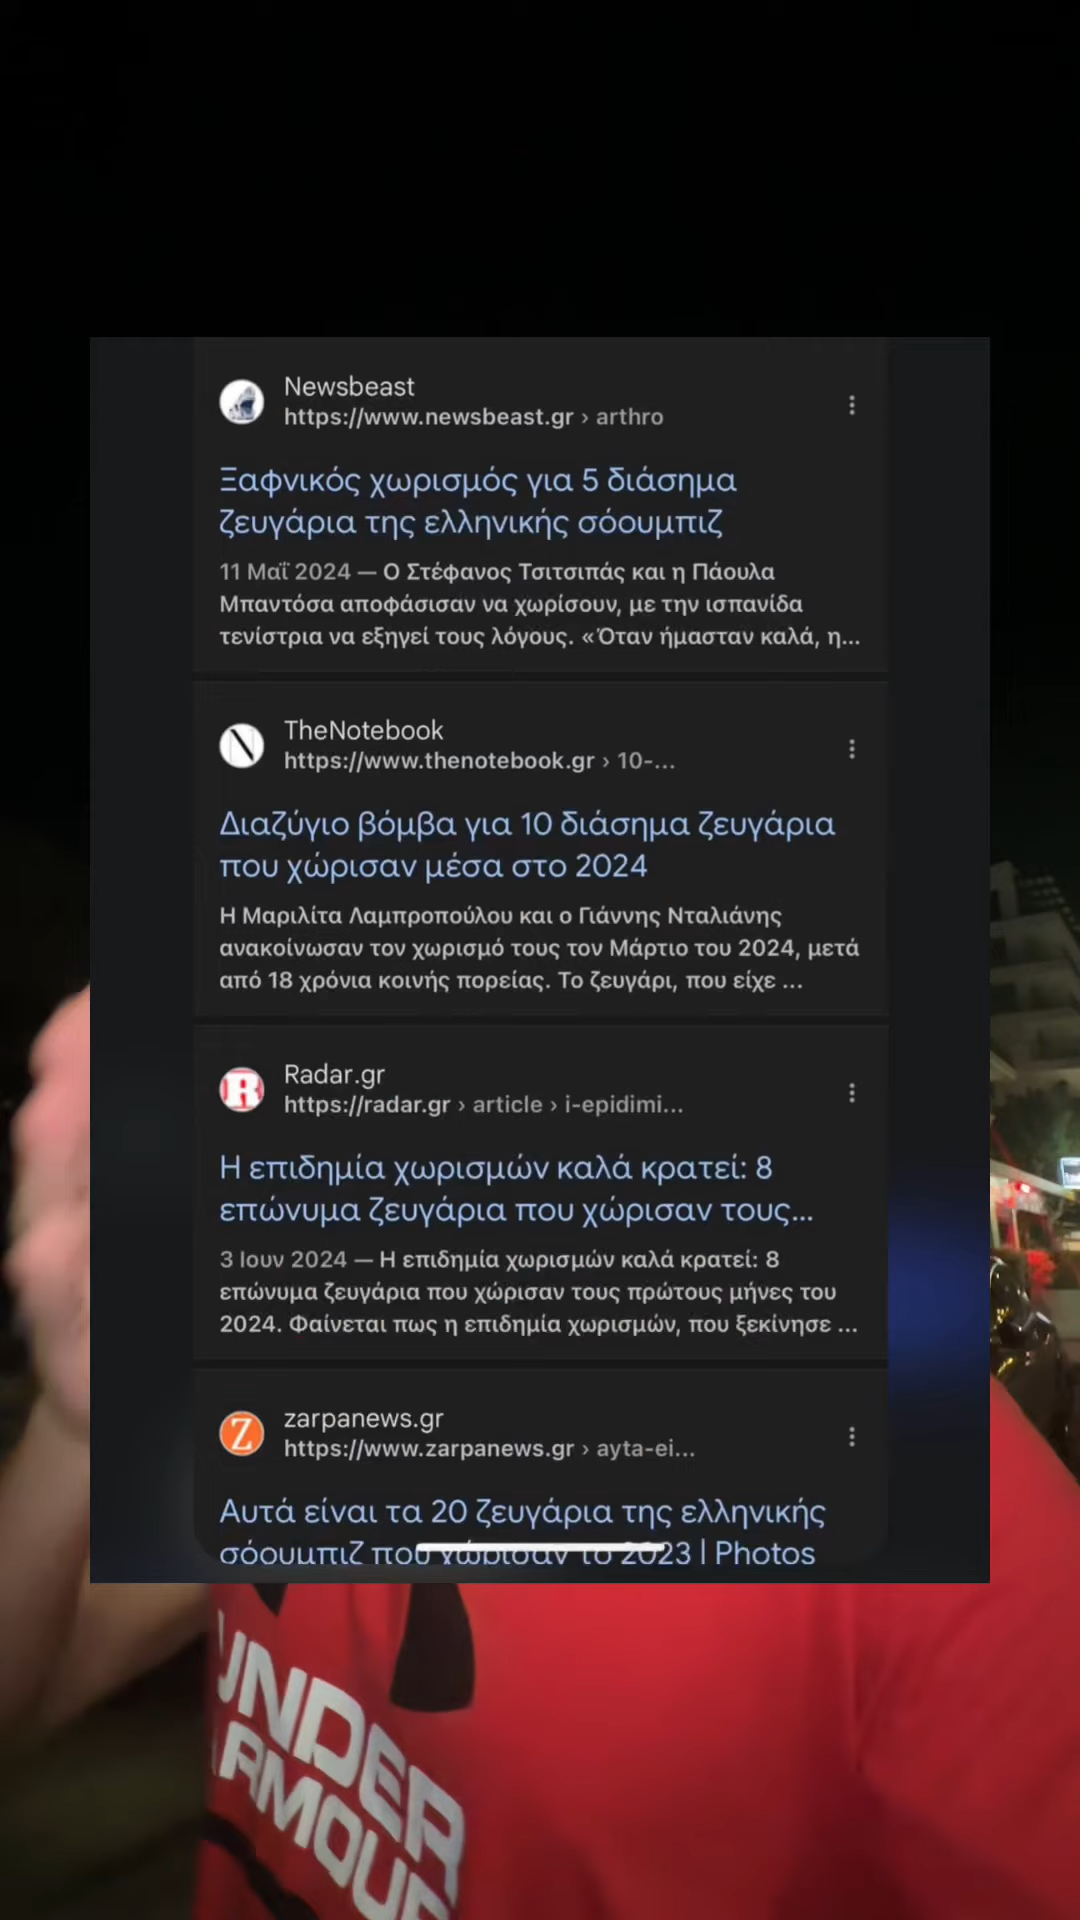 Newsbeast
https://www.newsbeast.gr › arthro
Ξαφνικός χωρισμός για 5 διάσημα
ζευγάρια της ελληνικής σόουμπιζ
11 Μαΐ 2024 — Ο Στέφανος Τσιτσιπάς και η Πάουλα
Μπαντόσα αποφάσισαν να χωρίσουν, με την ισπανίδα
τενίστρια να εξηγεί τους λόγους. «Όταν ήμασταν καλά, η...
TheNotebook
https://www.thenotebook.gr › 10-...
Διαζύγιο βόμβα για 10 διάσημα ζευγάρια
που χώρισαν μέσα στο 2024
Η Μαριλίτα Λαμπροπούλου και ο Γιάννης Νταλιάνης
ανακοίνωσαν τον χωρισμό τους τον Μάρτιο του 2024, μετά
από 18 χρόνια κοινής πορείας. Το ζευγάρι, που είχε ...
R
Radar.gr
https://radar.gr › article › i-epidimi...
Η επιδημία χωρισμών καλά κρατεί: 8
επώνυμα ζευγάρια που χώρισαν τους...
3 Ιουν 2024 — Η επιδημία χωρισμών καλά κρατεί: 8
επώνυμα ζευγάρια που χώρισαν τους πρώτους μήνες του
2024. Φαίνεται πως η επιδημία χωρισμών, που ξεκίνησε ...
Z
zarpanews.gr
https://www.zarpanews.gr › ayta-ei...
Αυτά είναι τα 20 ζευγάρια της ελληνικής
σόουμπιζ που χώρισαν το 2023 | Photos
UNDER
ARMOUR